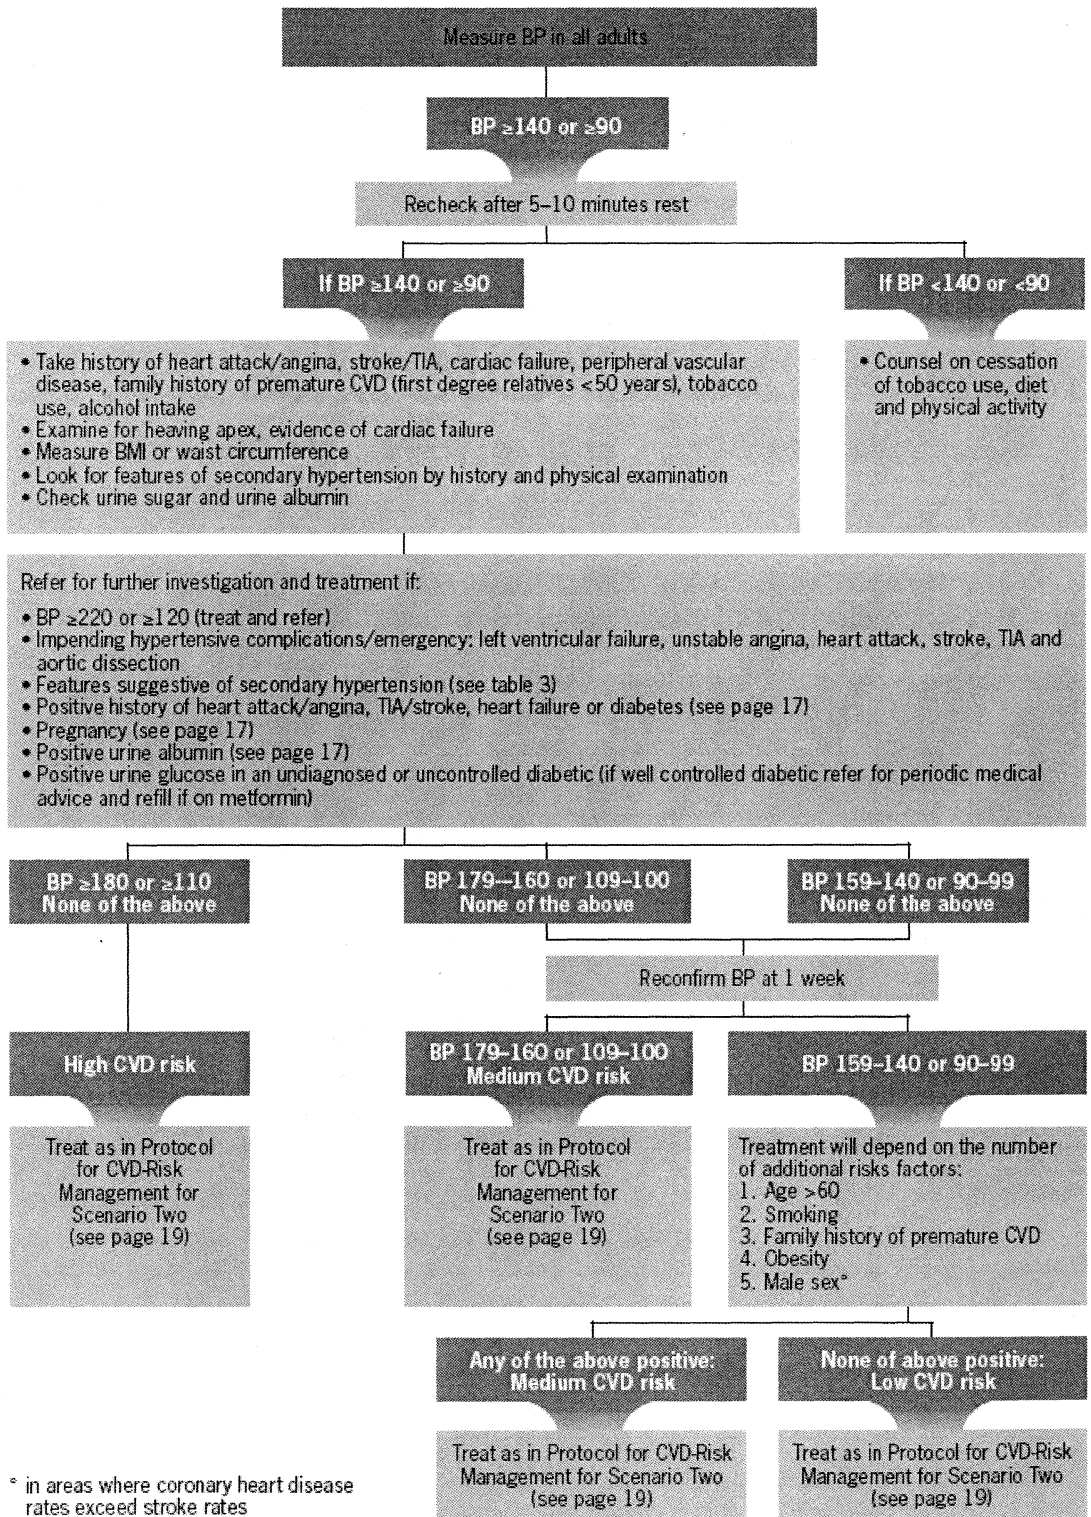 Measure BP in all adults
BP ≥140 or ≥90
Recheck after 5–10 minutes rest
If BP ≥140 or ≥90
If BP <140 or <90
• Take history of heart attack/angina, stroke/TIA, cardiac failure, peripheral vascular
disease, family history of premature CVD (first degree relatives <50 years), tobacco
use, alcohol intake
• Examine for heaving apex, evidence of cardiac failure
• Measure BMI or waist circumference
• Look for features of secondary hypertension by history and physical examination
• Check urine sugar and urine albumin
• Counsel on cessation
of tobacco use, diet
and physical activity
Refer for further investigation and treatment if:
• BP ≥220 or ≥120 (treat and refer)
• Impending hypertensive complications/emergency: left ventricular failure, unstable angina, heart attack, stroke, TIA and
aortic dissection
• Features suggestive of secondary hypertension (see table 3)
• Positive history of heart attack/angina, TIA/stroke, heart failure or diabetes (see page 17)
• Pregnancy (see page 17)
• Positive urine albumin (see page 17)
• Positive urine glucose in an undiagnosed or uncontrolled diabetic (if well controlled diabetic refer for periodic medical
advice and refill if on metformin)
BP ≥180 or ≥110
None of the above
BP 179–-160 or 109–100
None of the above
BP 159–140 or 90–99
None of the above
Reconfirm BP at 1 week
High CVD risk
BP 179–160 or 109–100
Medium CVD risk
BP 159–140 or 90–99
Treat as in Protocol
for CVD-Risk
Management for
Scenario Two
(see page 19)
Treat as in Protocol
for CVD-Risk
Management for
Scenario Two
(see page 19)
Treatment will depend on the number
of additional risks factors:
1. Age >60
2. Smoking
3. Family history of premature CVD
4. Obesity
5. Male sex*
Any of the above positive:
Medium CVD risk
None of above positive:
Low CVD risk
Treat as in Protocol for CVD-Risk
Management for Scenario Two
(see page 19)
Treat as in Protocol for CVD-Risk
Management for Scenario Two
(see page 19)
* in areas where coronary heart disease
rates exceed stroke rates